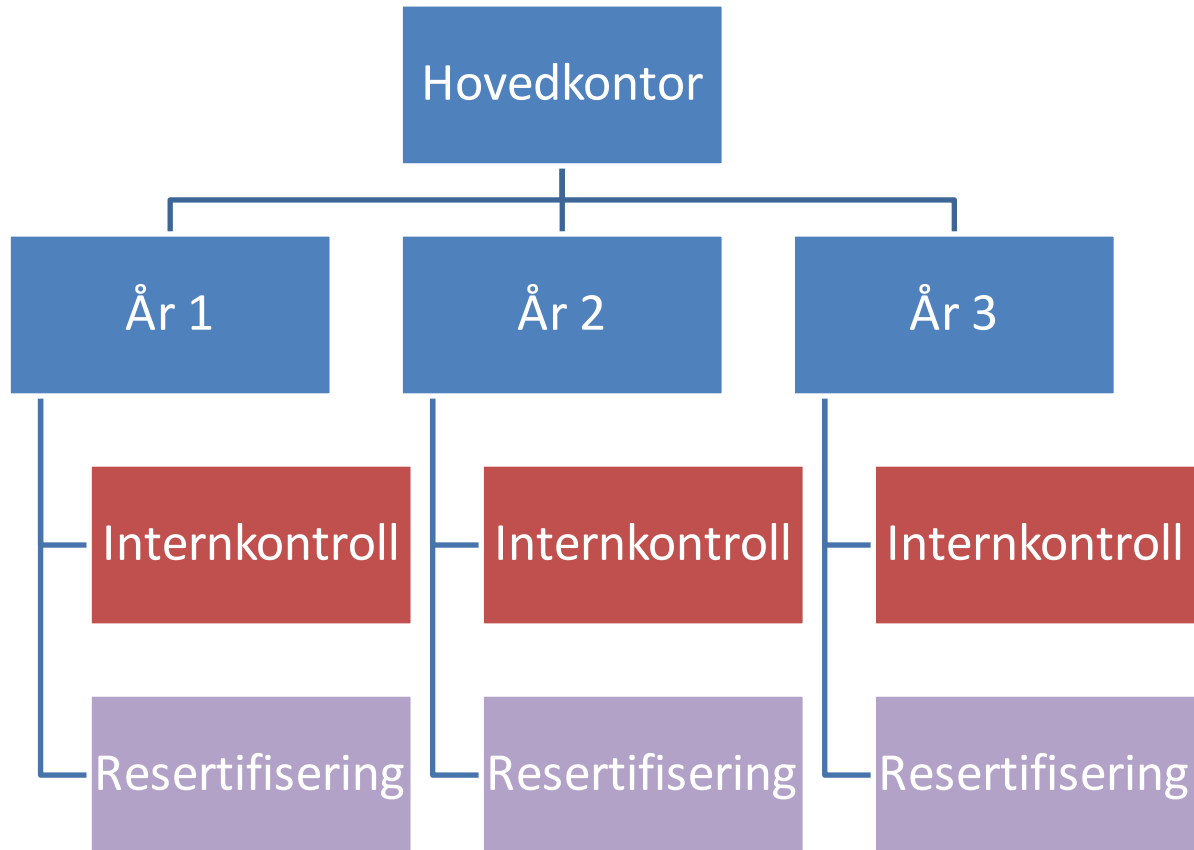 Hovedkontor
År 1
År 2
År 3
Internkontroll
Internkontroll
Internkontroll
Resertifisering
Resertifisering
Resertifisering